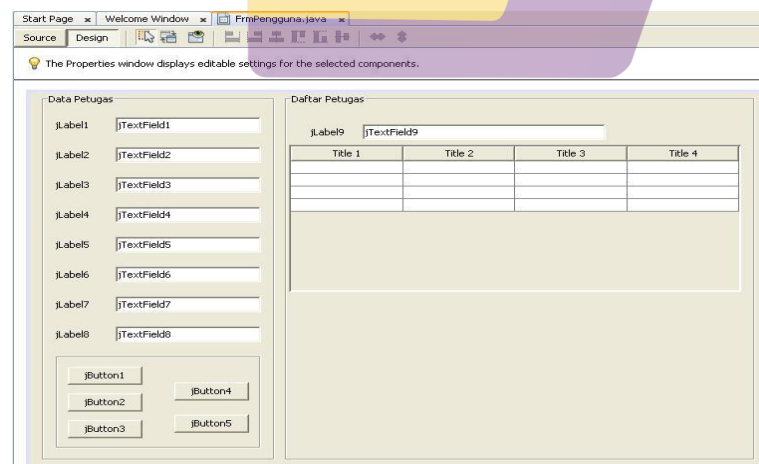 Start Page x Welcome Window x FrmPengguna.java x
Source Design
The Properties window displays editable settings for the selected components.
Data Petugas
jLabel1 jTextField1
jLabel2 jTextField2
jLabel3 jTextField3
jLabel4 jTextField4
jLabel5 jTextField5
jLabel6 jTextField6
jLabel7 jTextField7
jLabel8 jTextField8
jButton1
jButton2
jButton3
jButton4
jButton5
Daftar Petugas
jLabel9 jTextField9
Title 1 Title 2 Title 3 Title 4